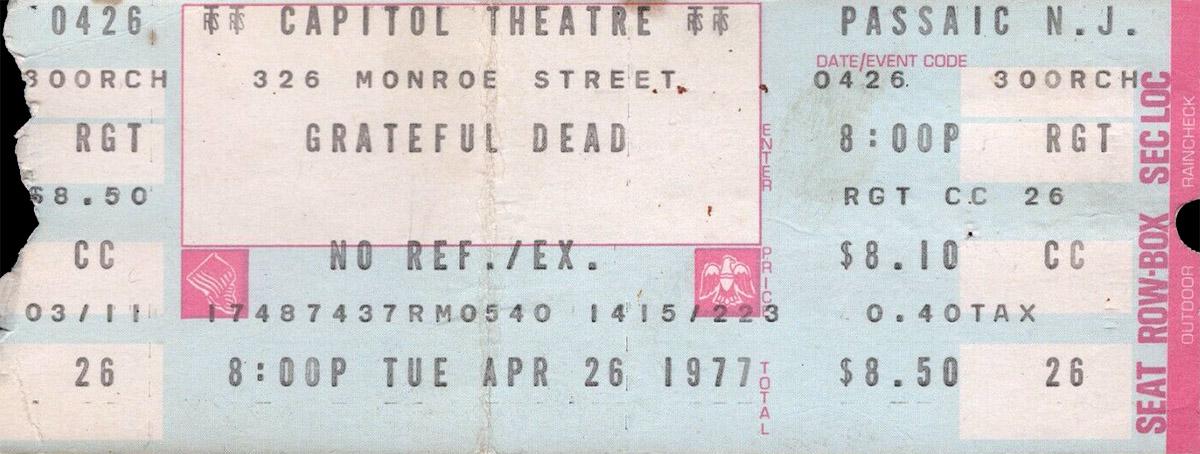 0426 CAPITOL THEATRE PASSAIC N.J.
DATE/EVENT CODE
300RCH 326 MONROE STREET 0426 300RCH
RGT GRATEFUL DEAD 8:00P RGT
ENTER
$8.50 RGT CC 26
CC NO REF./EX. $8.10 CC
PRICE
03/11 17487437RM0540 1415/223 0.40TAX
26 8:00P TUE APR 26 1977 $8.50 26
TOTAL
SEAT ROW-BOX SEC LOC
OUTDOOR RAINCHECK